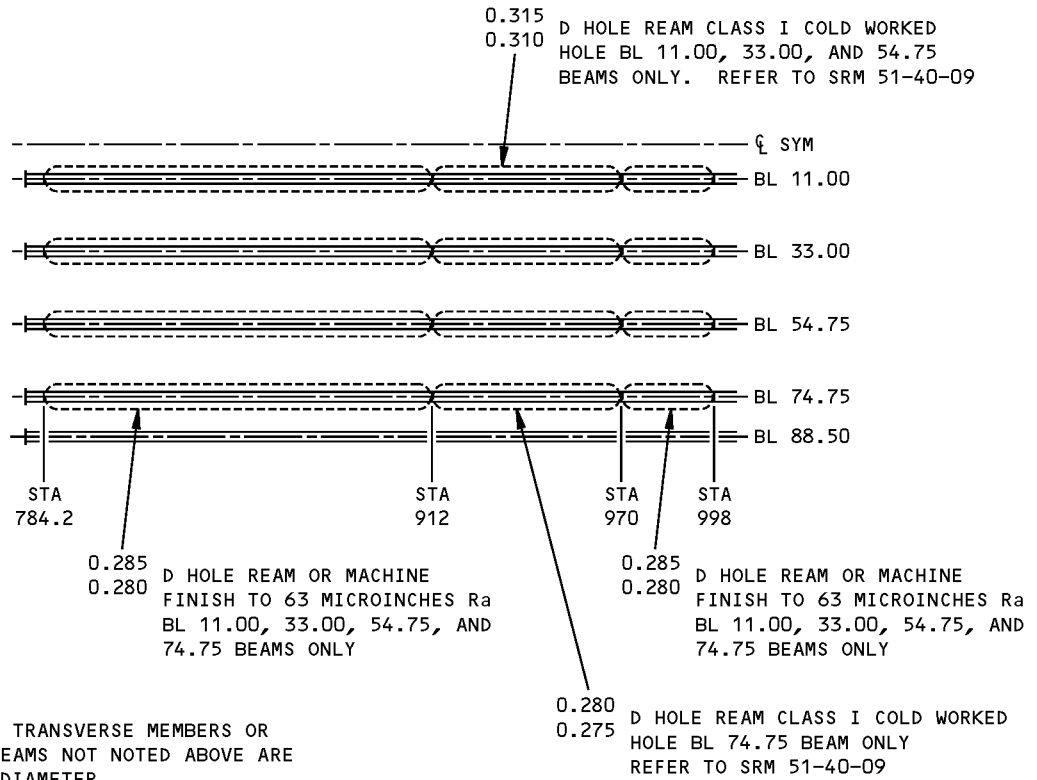 0.315
0.310
D HOLE REAM CLASS I COLD WORKED
HOLE BL 11.00, 33.00, AND 54.75
BEAMS ONLY. REFER TO SRM 51-40-09
℄ SYM
BL 11.00
BL 33.00
BL 54.75
BL 74.75
BL 88.50
STA
784.2
STA
912
STA
970
STA
998
0.285
0.280
D HOLE REAM OR MACHINE
FINISH TO 63 MICROINCHES Ra
BL 11.00, 33.00, 54.75, AND
74.75 BEAMS ONLY
0.285
0.280
D HOLE REAM OR MACHINE
FINISH TO 63 MICROINCHES Ra
BL 11.00, 33.00, 54.75, AND
74.75 BEAMS ONLY
0.280
0.275
D HOLE REAM CLASS I COLD WORKED
HOLE BL 74.75 BEAM ONLY
REFER TO SRM 51-40-09
TRANSVERSE MEMBERS OR
EAMS NOT NOTED ABOVE ARE
DIAMETER